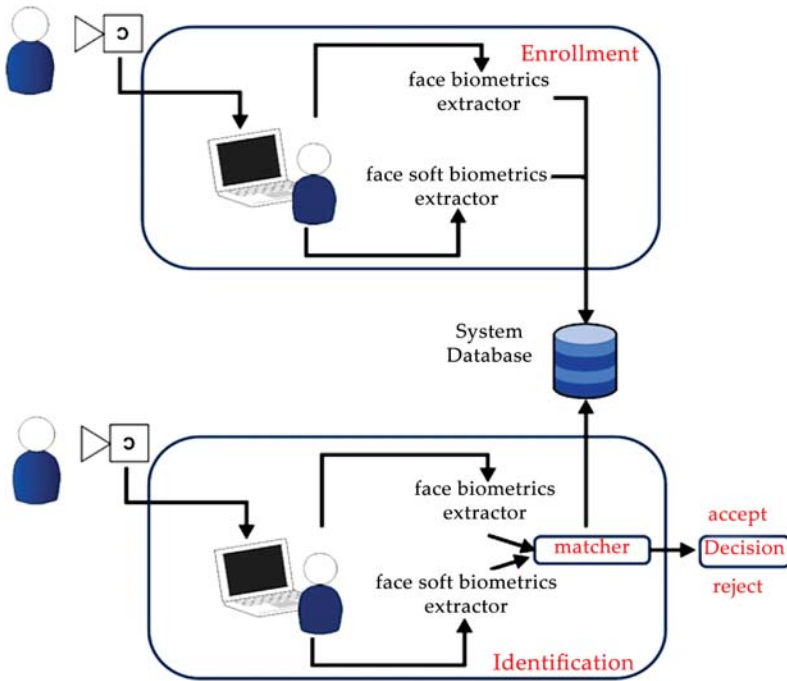 C
Enrollment
face biometrics
extractor
face soft biometrics
extractor
System
Database
C
face biometrics
extractor
accept
matcher
Decision
face soft biometrics
extractor
reject
Identification